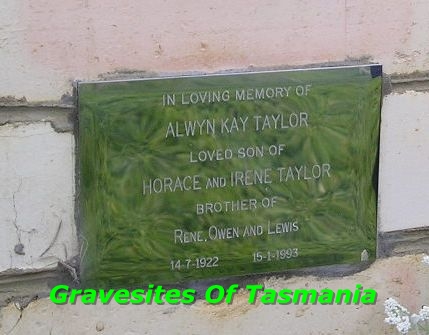 IN LOVING MEMORY OF
ALWYN KAY TAYLOR
LOVED SON OF
HORACE AND IRENE TAYLOR
BROTHER OF
RENE, OWEN AND LEWIS
14-7-1922 15-1-1993
Gravesites Of Tasmania